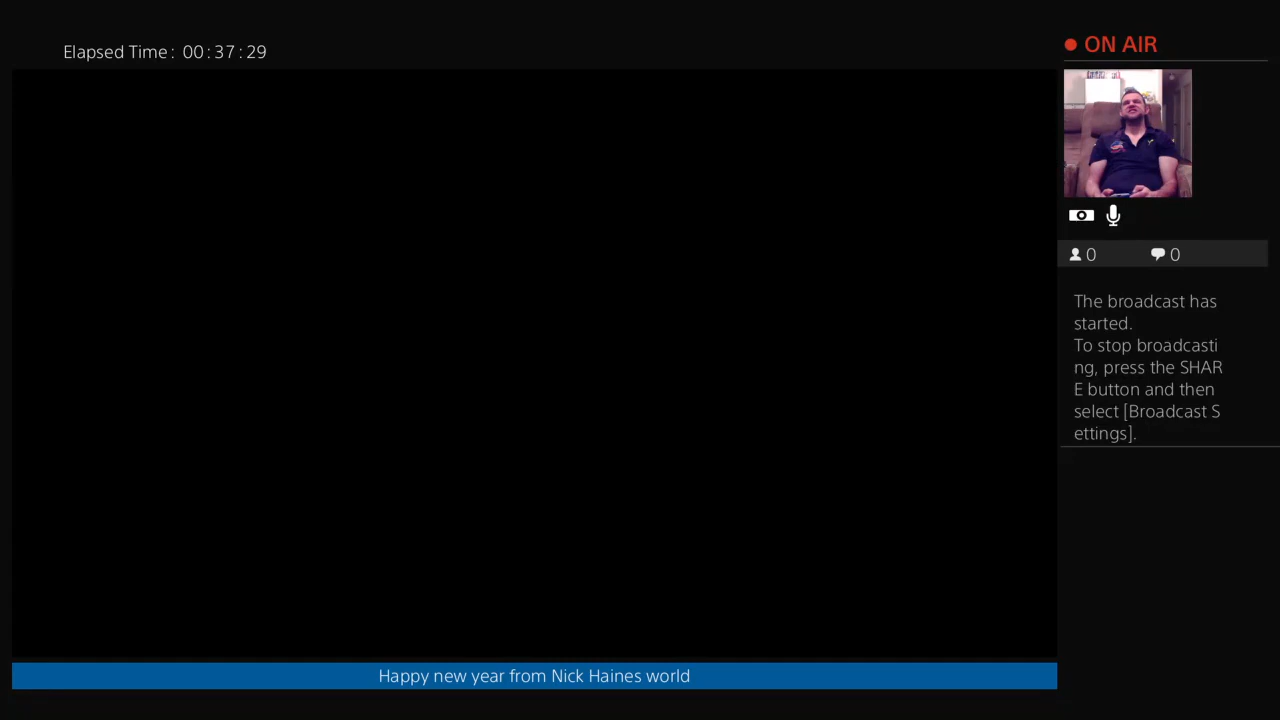 Elapsed Time: 00:37:29
ON AIR
0 0
The broadcast has
started.
To stop broadcasti
ng, press the SHAR
E button and then
select [Broadcast S
ettings].
Happy new year from Nick Haines world